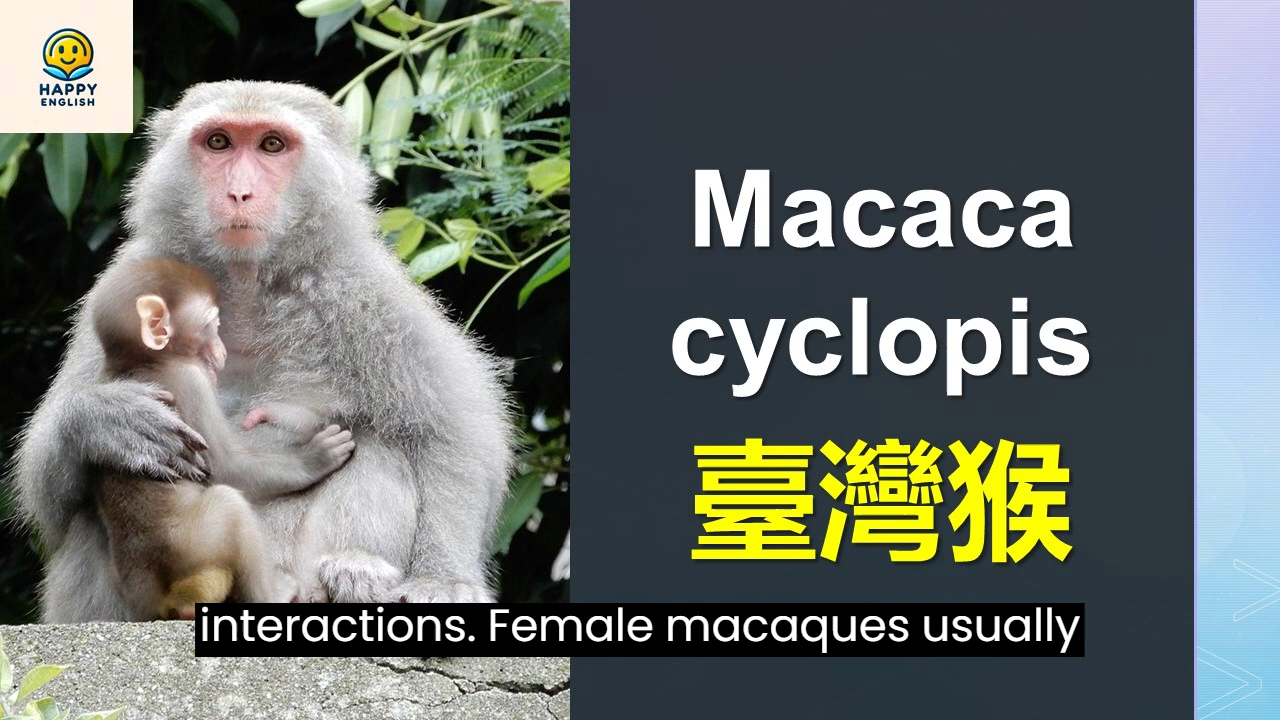 HAPPY
ENGLISH
Macaca
cyclopis
臺灣猴
interactions. Female macaques usually